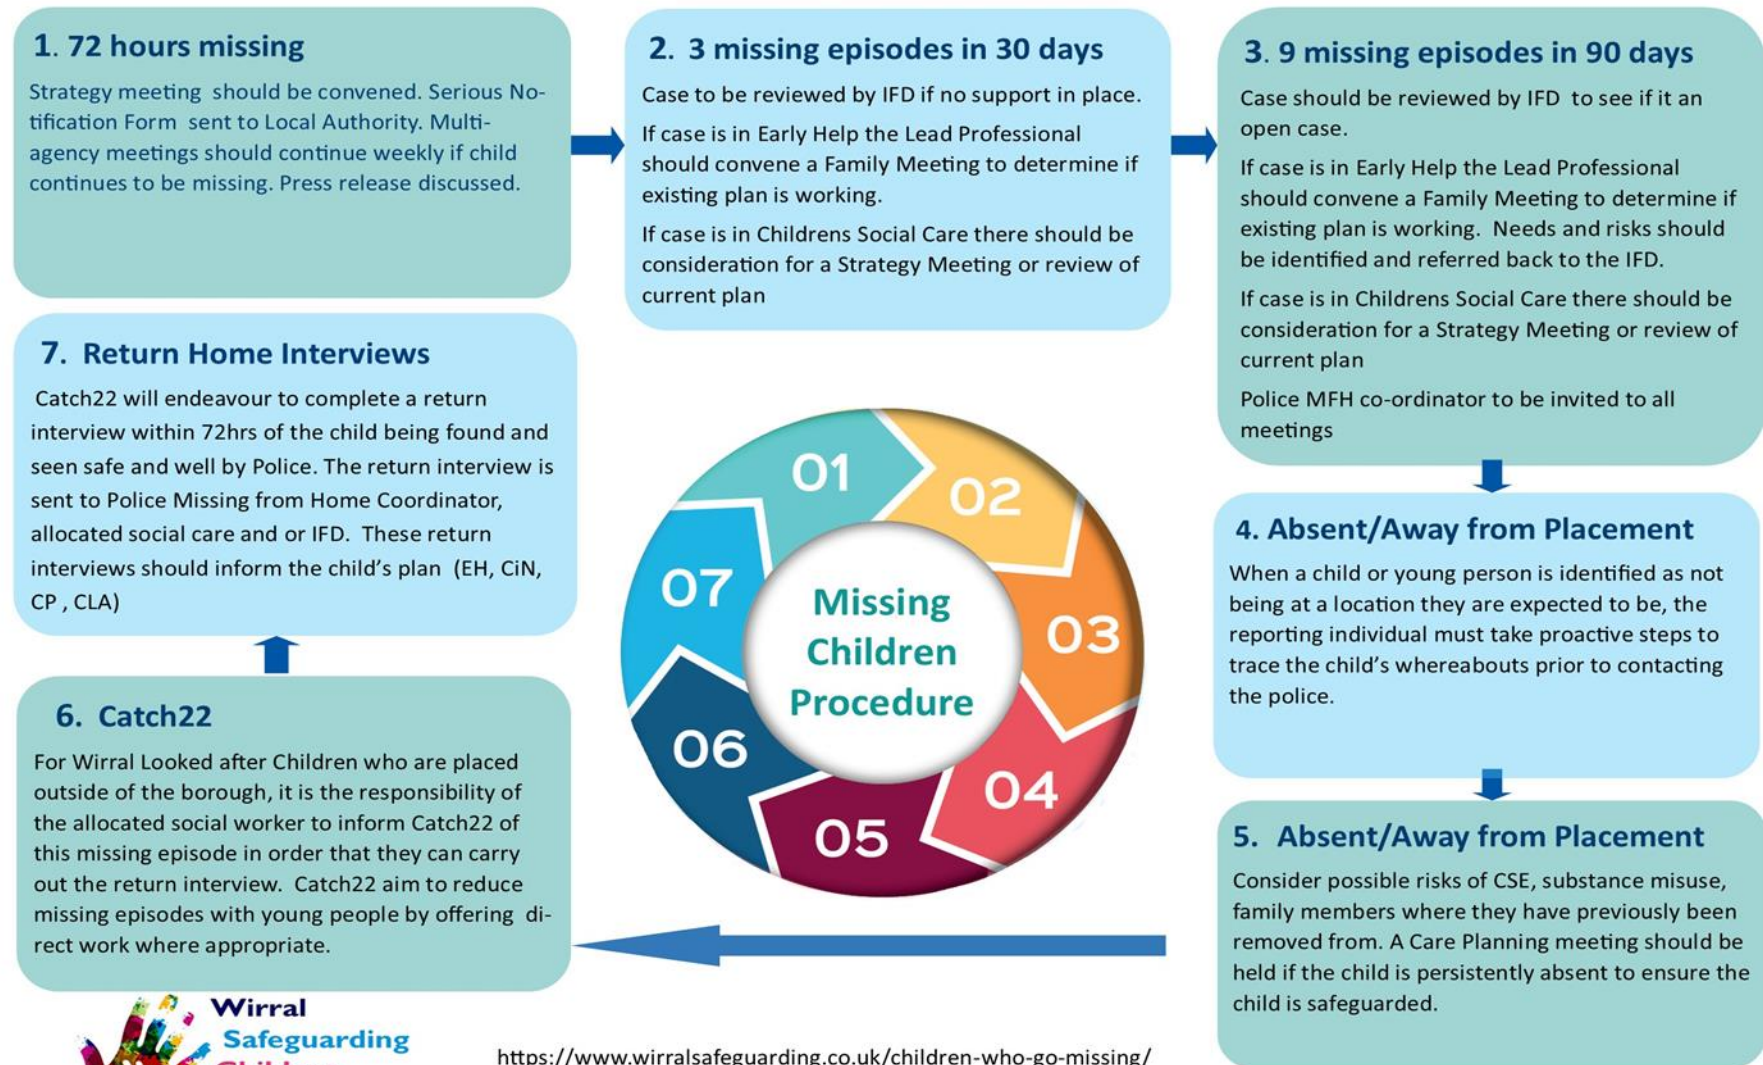 1. 72 hours missing
Strategy meeting should be convened. Serious No-
tification Form sent to Local Authority. Multi-
agency meetings should continue weekly if child
continues to be missing. Press release discussed.
2. 3 missing episodes in 30 days
Case to be reviewed by IFD if no support in place.
If case is in Early Help the Lead Professional
should convene a Family Meeting to determine if
existing plan is working.
If case is in Childrens Social Care there should be
consideration for a Strategy Meeting or review of
current plan
3. 9 missing episodes in 90 days
Case should be reviewed by IFD to see if it an
open case.
If case is in Early Help the Lead Professional
should convene a Family Meeting to determine if
existing plan is working. Needs and risks should
be identified and referred back to the IFD.
If case is in Childrens Social Care there should be
consideration for a Strategy Meeting or review of
current plan
Police MFH co-ordinator to be invited to all
meetings
4. Absent/Away from Placement
When a child or young person is identified as not
being at a location they are expected to be, the
reporting individual must take proactive steps to
trace the child's whereabouts prior to contacting
the police.
5. Absent/Away from Placement
Consider possible risks of CSE, substance misuse,
family members where they have previously been
removed from. A Care Planning meeting should be
held if the child is persistently absent to ensure the
child is safeguarded.
6. Catch22
For Wirral Looked after Children who are placed
outside of the borough, it is the responsibility of
the allocated social worker to inform Catch22 of
this missing episode in order that they can carry
out the return interview. Catch22 aim to reduce
missing episodes with young people by offering di-
rect work where appropriate.
7. Return Home Interviews
Catch22 will endeavour to complete a return
interview within 72hrs of the child being found and
seen safe and well by Police. The return interview is
sent to Police Missing from Home Coordinator,
allocated social care and or IFD. These return
interviews should inform the child's plan (EH, CiN,
CP , CLA)
01
02
03
04
05
06
07
Missing
Children
Procedure
Wirral
Safeguarding
Children
https://www.wirralsafeguarding.co.uk/children-who-go-missing/